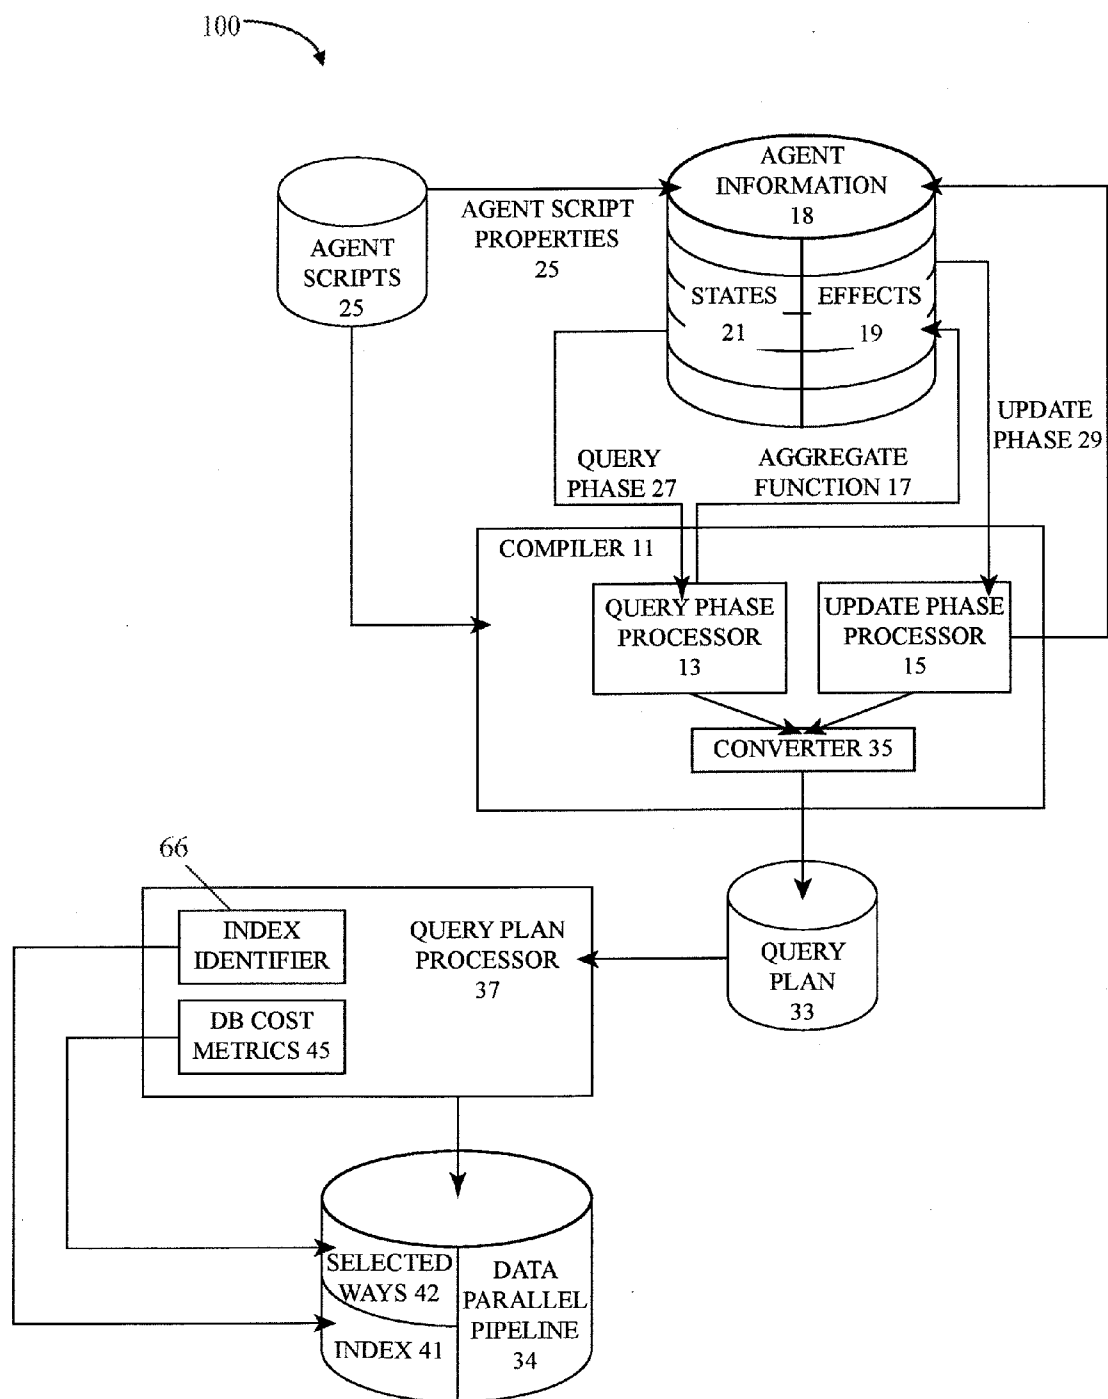 100
AGENT
INFORMATION
18
AGENT
SCRIPTS
25
AGENT SCRIPT
PROPERTIES
25
STATES
21
EFFECTS
19
QUERY
PHASE 27
AGGREGATE
FUNCTION 17
UPDATE
PHASE 29
COMPILER 11
QUERY PHASE
PROCESSOR
13
UPDATE PHASE
PROCESSOR
15
CONVERTER 35
66
INDEX
IDENTIFIER
QUERY PLAN
PROCESSOR
37
DB COST
METRICS 45
QUERY
PLAN
33
SELECTED
WAYS 42
INDEX 41
DATA
PARALLEL
PIPELINE
34